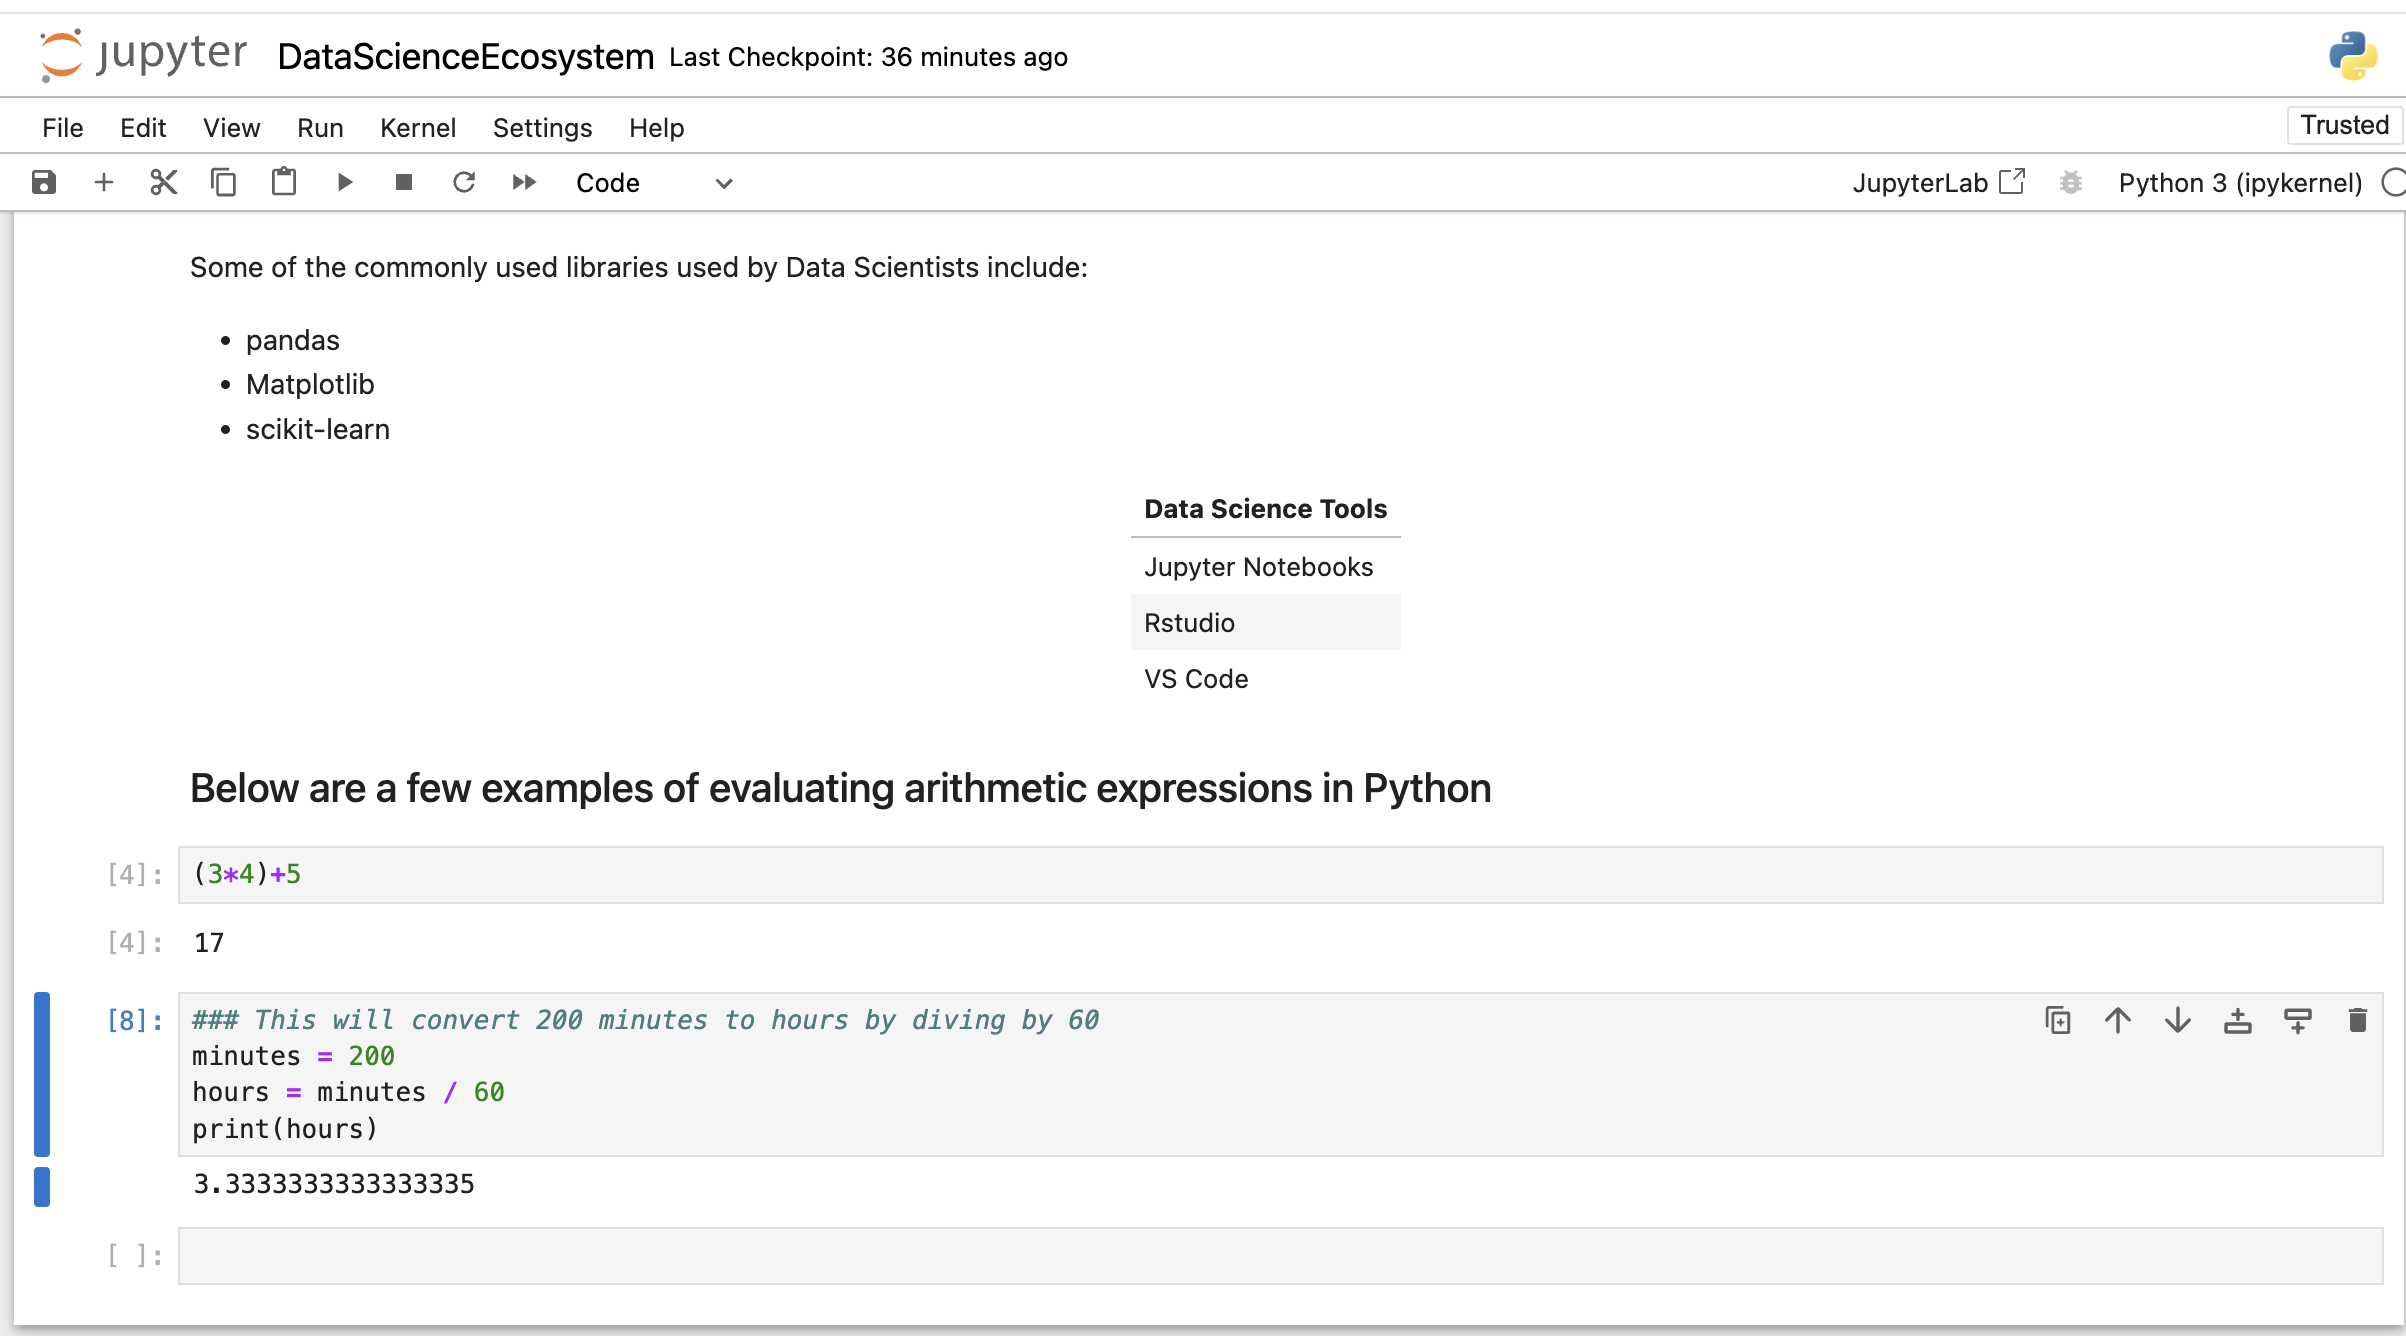 jupyter DataScienceEcosystem Last Checkpoint: 36 minutes ago
File Edit View Run Kernel Settings Help Trusted
Code JupyterLab Python 3 (ipykernel)
Some of the commonly used libraries used by Data Scientists include:
• pandas
• Matplotlib
• scikit-learn
Data Science Tools
Jupyter Notebooks
Rstudio
VS Code
Below are a few examples of evaluating arithmetic expressions in Python
[4]: (3*4)+5
[4]: 17
[8]: ### This will convert 200 minutes to hours by diving by 60
minutes = 200
hours = minutes / 60
print(hours)
3.3333333333333335
[ ]: